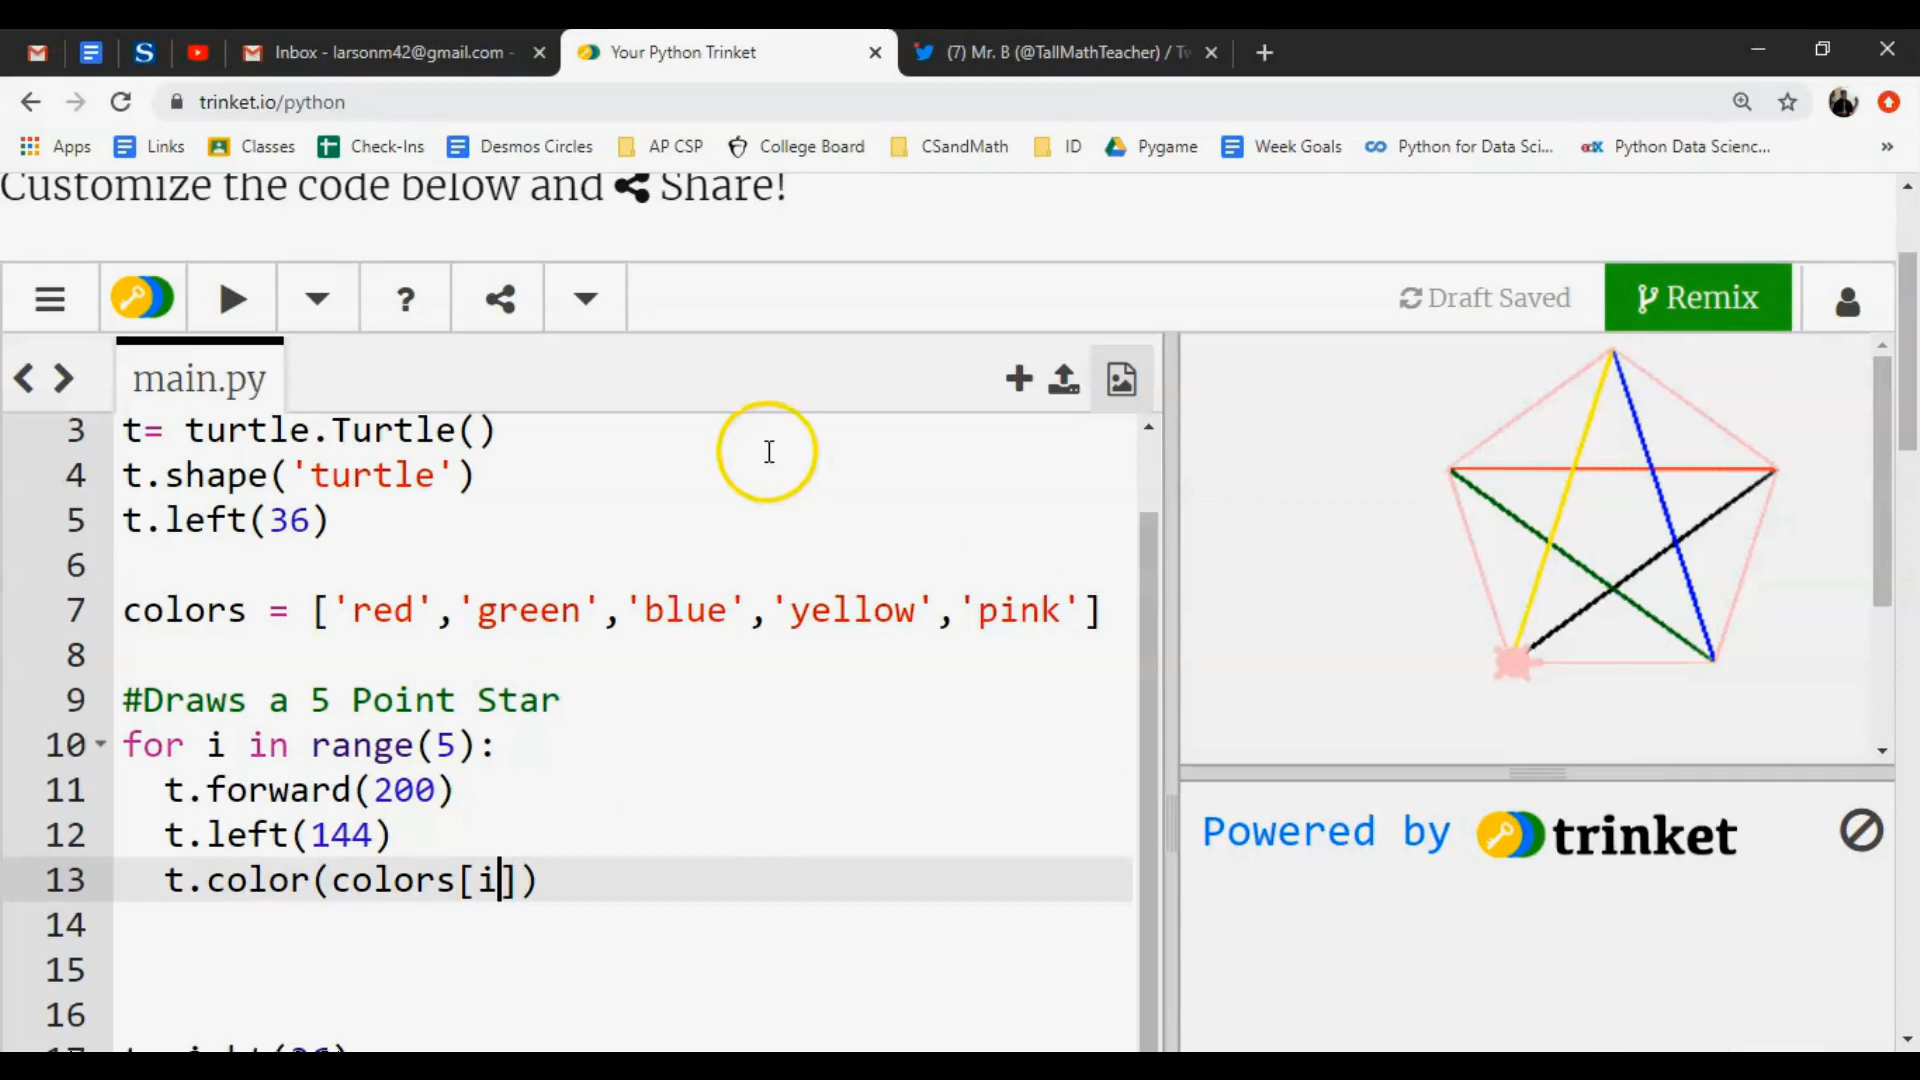 Inbox - larsonm42@gmail.com -
Your Python Trinket
(7) Mr. B (@TallMathTeacher) / Tw
trinket.io/python
Apps
Links
Classes
Check-Ins
Desmos Circles
AP CSP
College Board
CSandMath
ID
Pygame
Week Goals
Python for Data Sci...
Python Data Scienc...
Customize the code below and Share!
Draft Saved
Remix
main.py
3 t= turtle.Turtle()
4 t.shape('turtle')
5 t.left(36)
6
7 colors = ['red','green','blue','yellow','pink']
8
9 #Draws a 5 Point Star
10 for i in range(5):
11 t.forward(200)
12 t.left(144)
13 t.color(colors[i])
14
15
16
Powered by trinket